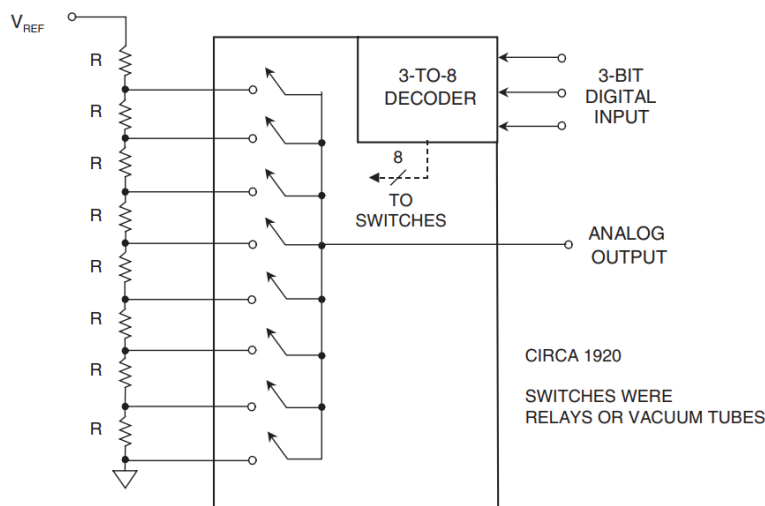 VREF
R
R
R
R
R
R
R
R
3-TO-8
DECODER
8
TO
SWITCHES
3-BIT
DIGITAL
INPUT
ANALOG
OUTPUT
CIRCA 1920
SWITCHES WERE
RELAYS OR VACUUM TUBES